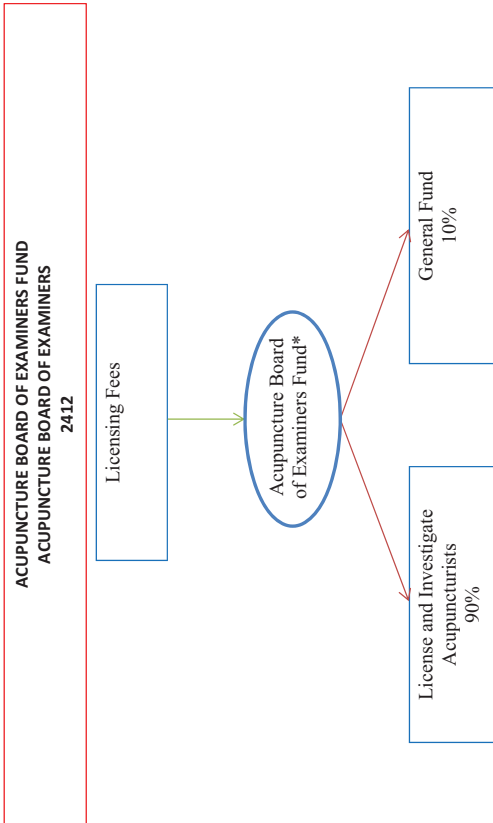 ACUPUNCTURE BOARD OF EXAMINERS FUND
ACUPUNCTURE BOARD OF EXAMINERS
2412
Licensing Fees
Acupuncture Board
of Examiners Fund*
License and Investigate
Acupuncturists
90%
General Fund
10%